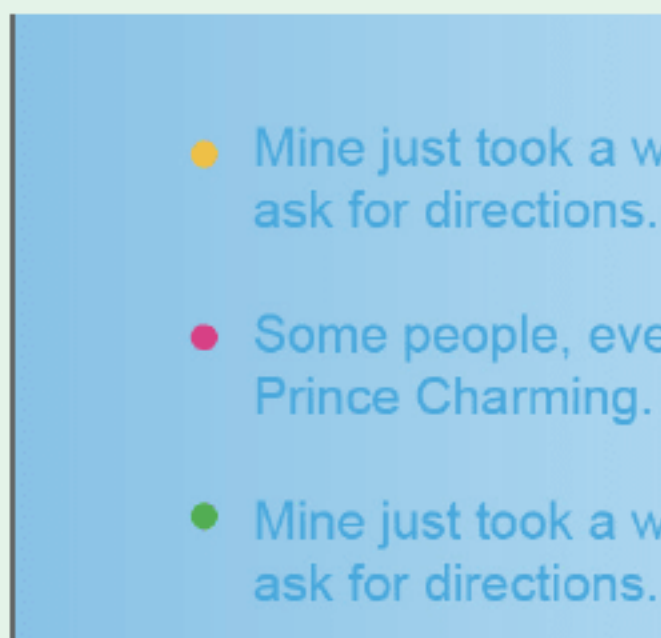 Mine just took a w
ask for directions.
Some people, eve
Prince Charming.
Mine just took a w
ask for directions.